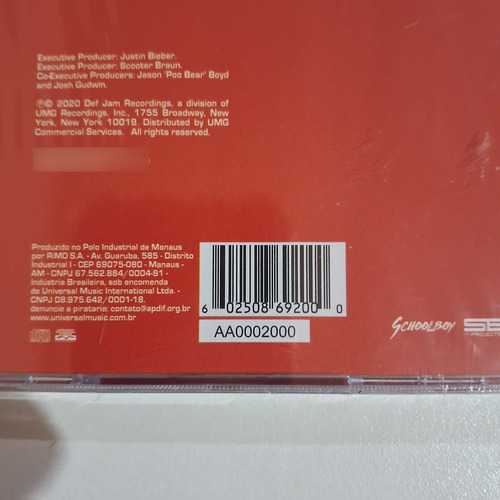 Executive Producer: Justin Bieber.
Executive Producer: Scooter Braun.
Co-Executive Producers: Jason 'Poo Bear' Boyd
and Josh Gudwin.
℗© 2020 Def Jam Recordings, a division of
UMG Recordings, Inc., 1755 Broadway, New
York, New York 10019. Distributed by UMG
Commercial Services. All rights reserved.
Produzido no Polo Industrial de Manaus
por RiMO S.A. - Av. Guaruba, 585 - Distrito
Industrial I - CEP 69075-080 - Manaus -
AM - CNPJ 67.562.884/0004-91 -
Indústria Brasileira, sob encomenda
de Universal Music International Ltda. -
CNPJ 08.975.642/0001-18.
denuncie a pirataria: contato@apdif.org.br
www.universalmusic.com.br
6 02508 69200 0
AA0002000
SCHOOLBOY